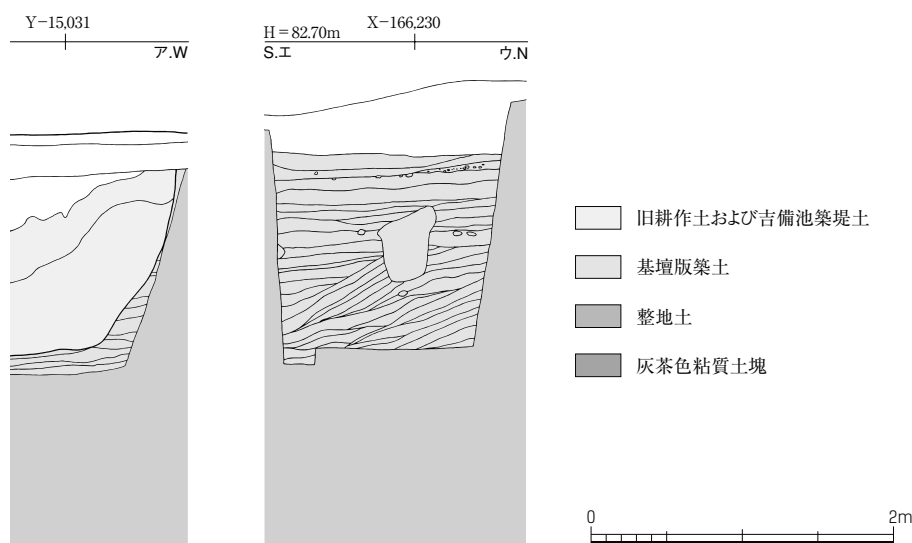 Y−15,031
ア.W
H = 82.70m
X−166,230
S.エ
ウ.N
旧耕作土および吉備池築堤土
基壇版築土
整地土
灰茶色粘質土塊
0
2m